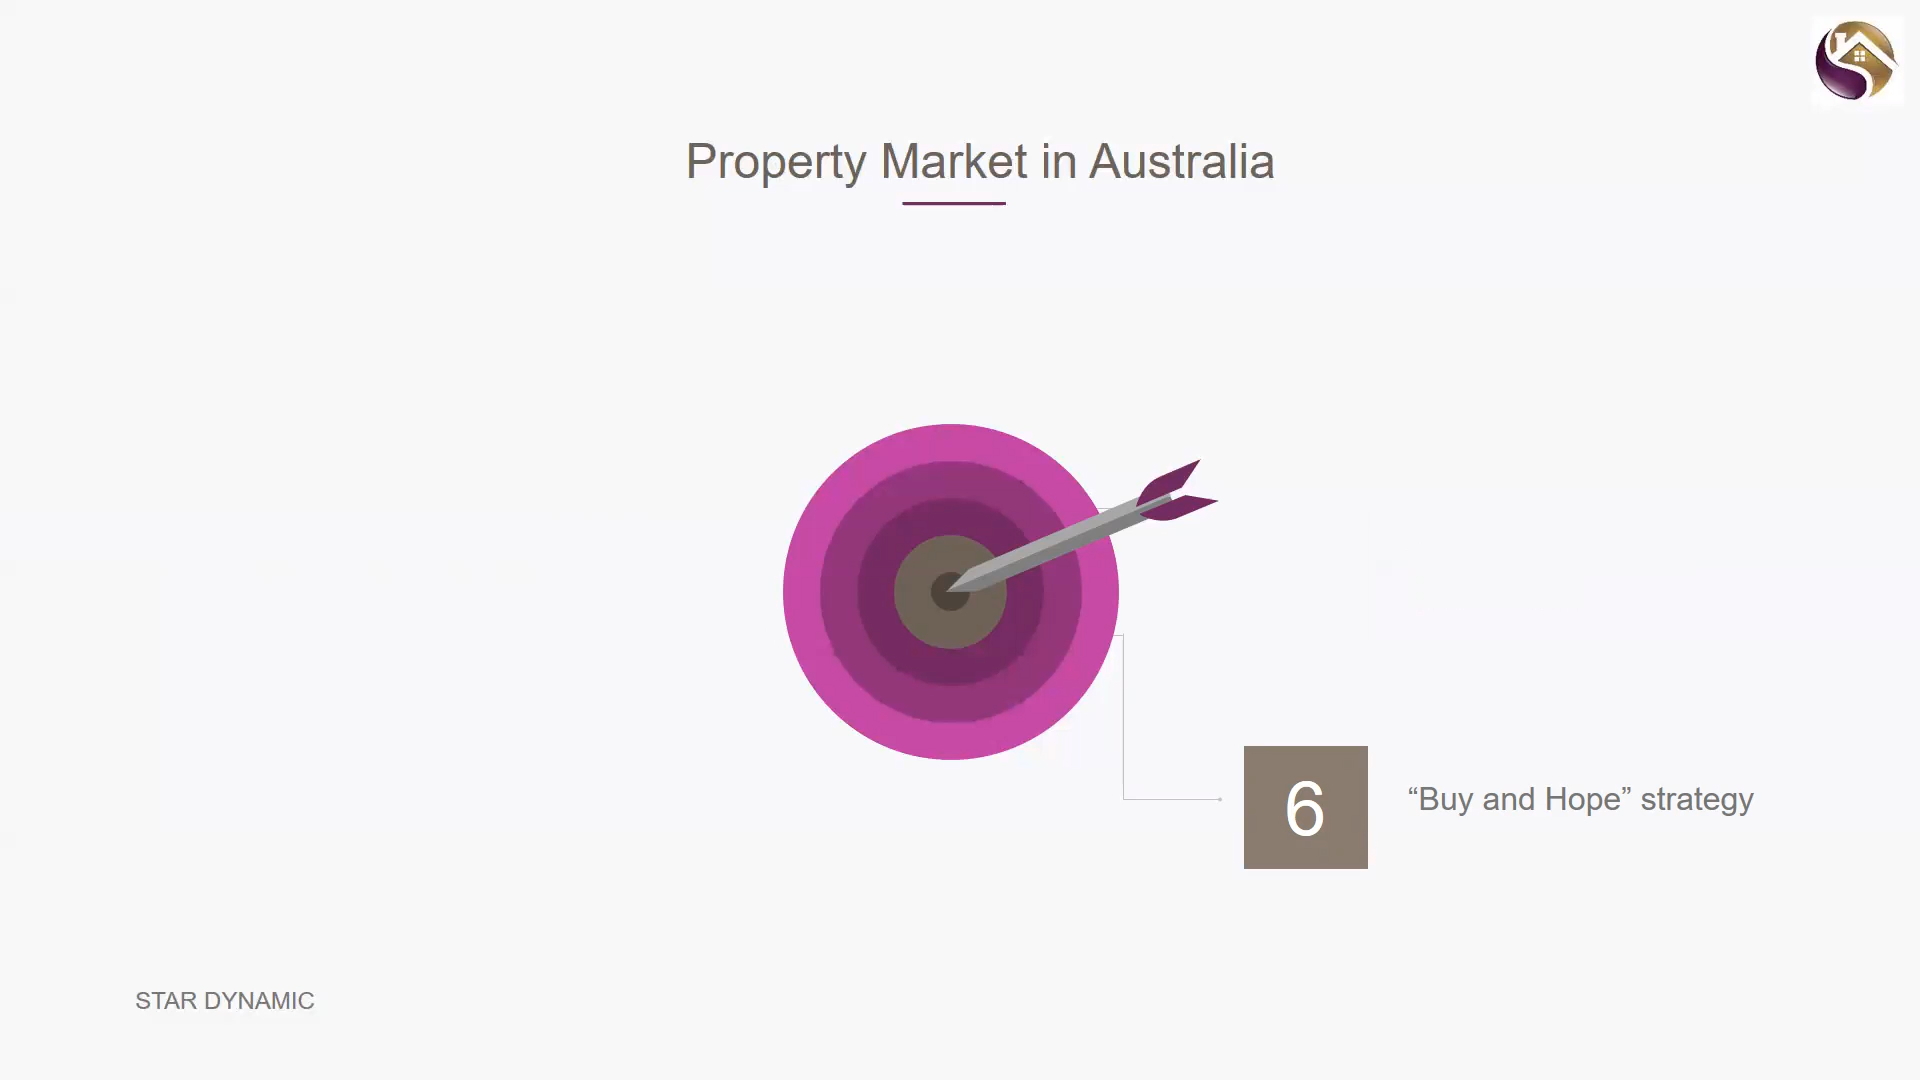 Property Market in Australia
6
“Buy and Hope” strategy
STAR DYNAMIC